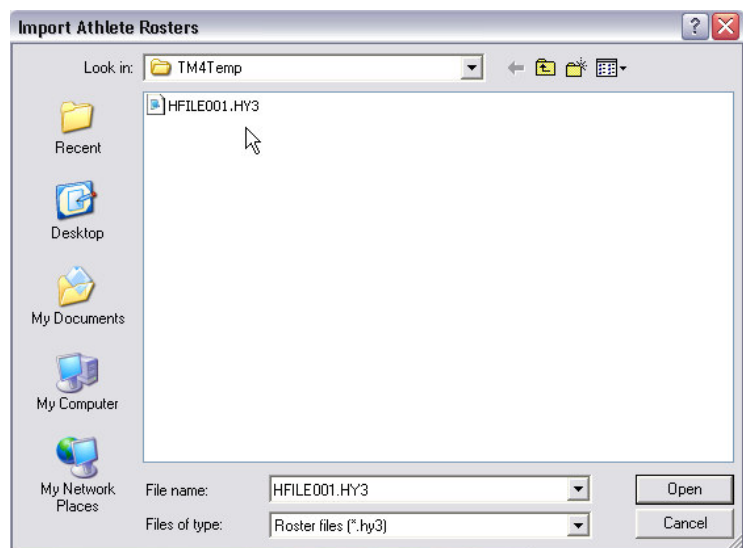 Import Athlete Rosters
Look in: TM4Temp
HFILE001.HY3
Recent
Desktop
My Documents
My Computer
My Network
Places
File name: HFILE001.HY3 Open
Files of type: Roster files (*.hy3) Cancel